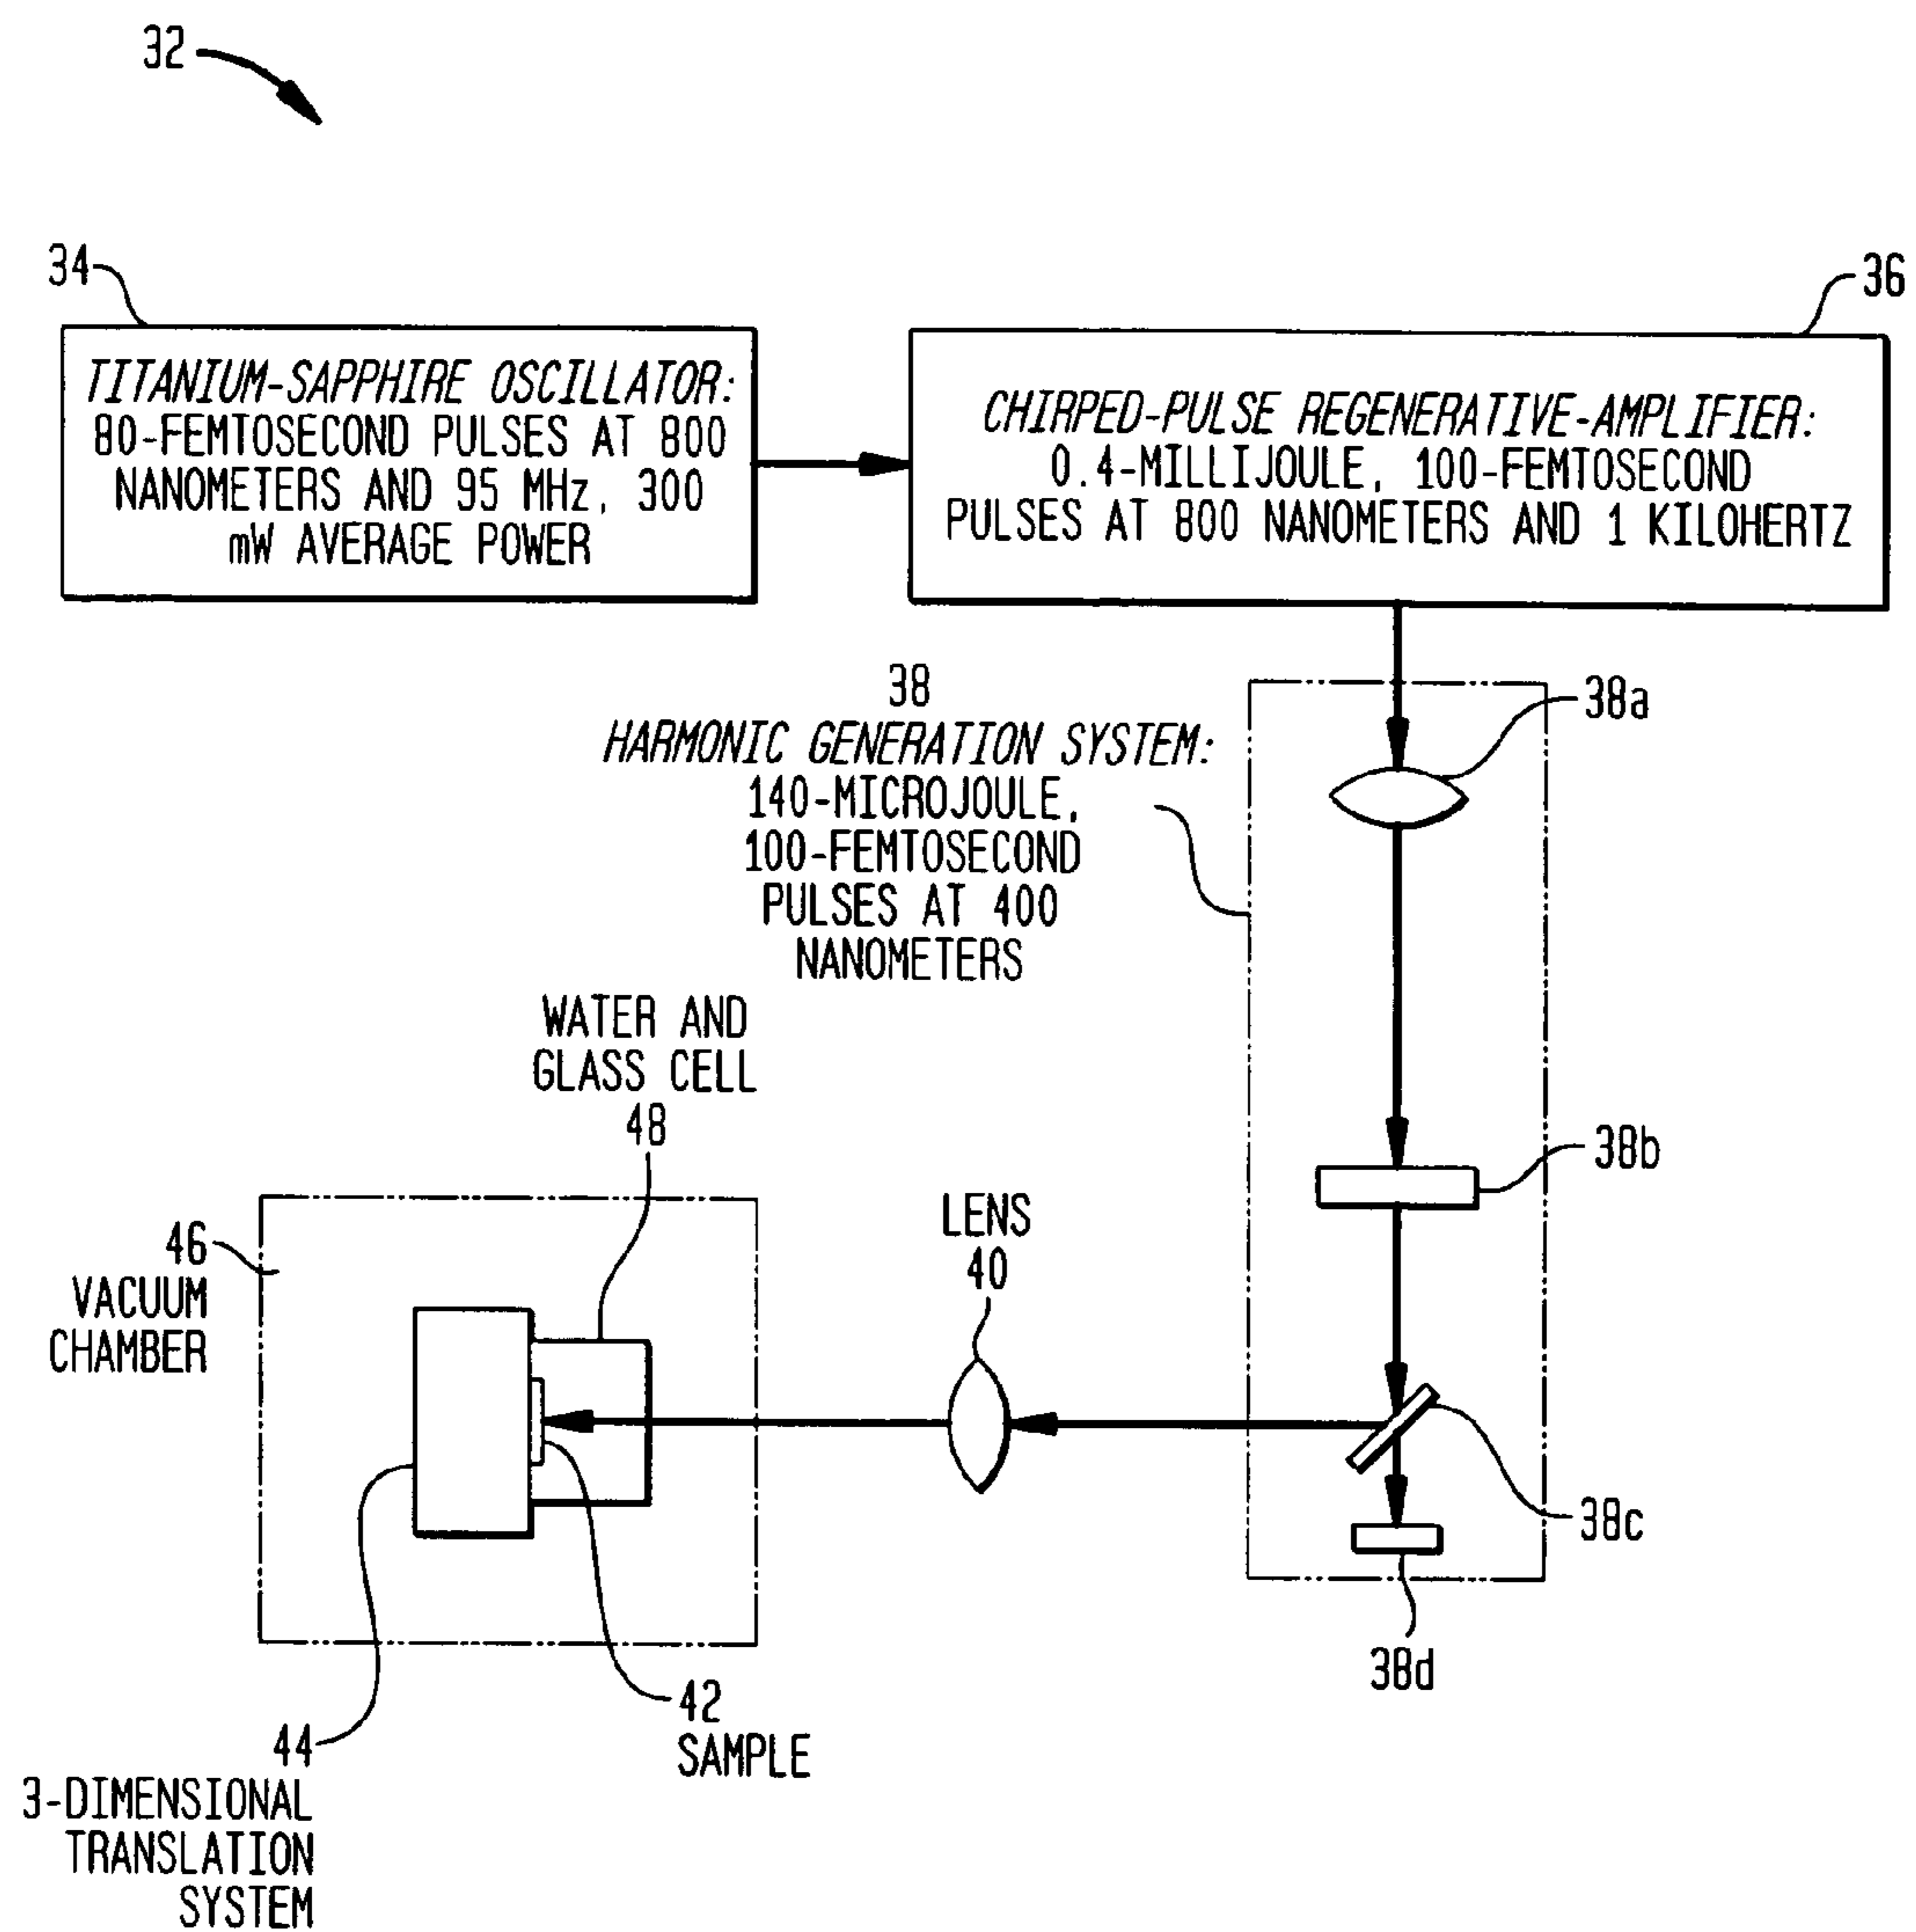 32
34
TITANIUM-SAPPHIRE OSCILLATOR:
80-FEMTOSECOND PULSES AT 800
NANOMETERS AND 95 MHz, 300
mW AVERAGE POWER
36
CHIRPED-PULSE REGENERATIVE-AMPLIFIER:
0.4-MILLIJOULE, 100-FEMTOSECOND
PULSES AT 800 NANOMETERS AND 1 KILOHERTZ
38
HARMONIC GENERATION SYSTEM:
140-MICROJOULE,
100-FEMTOSECOND
PULSES AT 400
NANOMETERS
38a
38b
38c
38d
WATER AND
GLASS CELL
48
LENS
40
46
VACUUM
CHAMBER
42
SAMPLE
44
3-DIMENSIONAL
TRANSLATION
SYSTEM